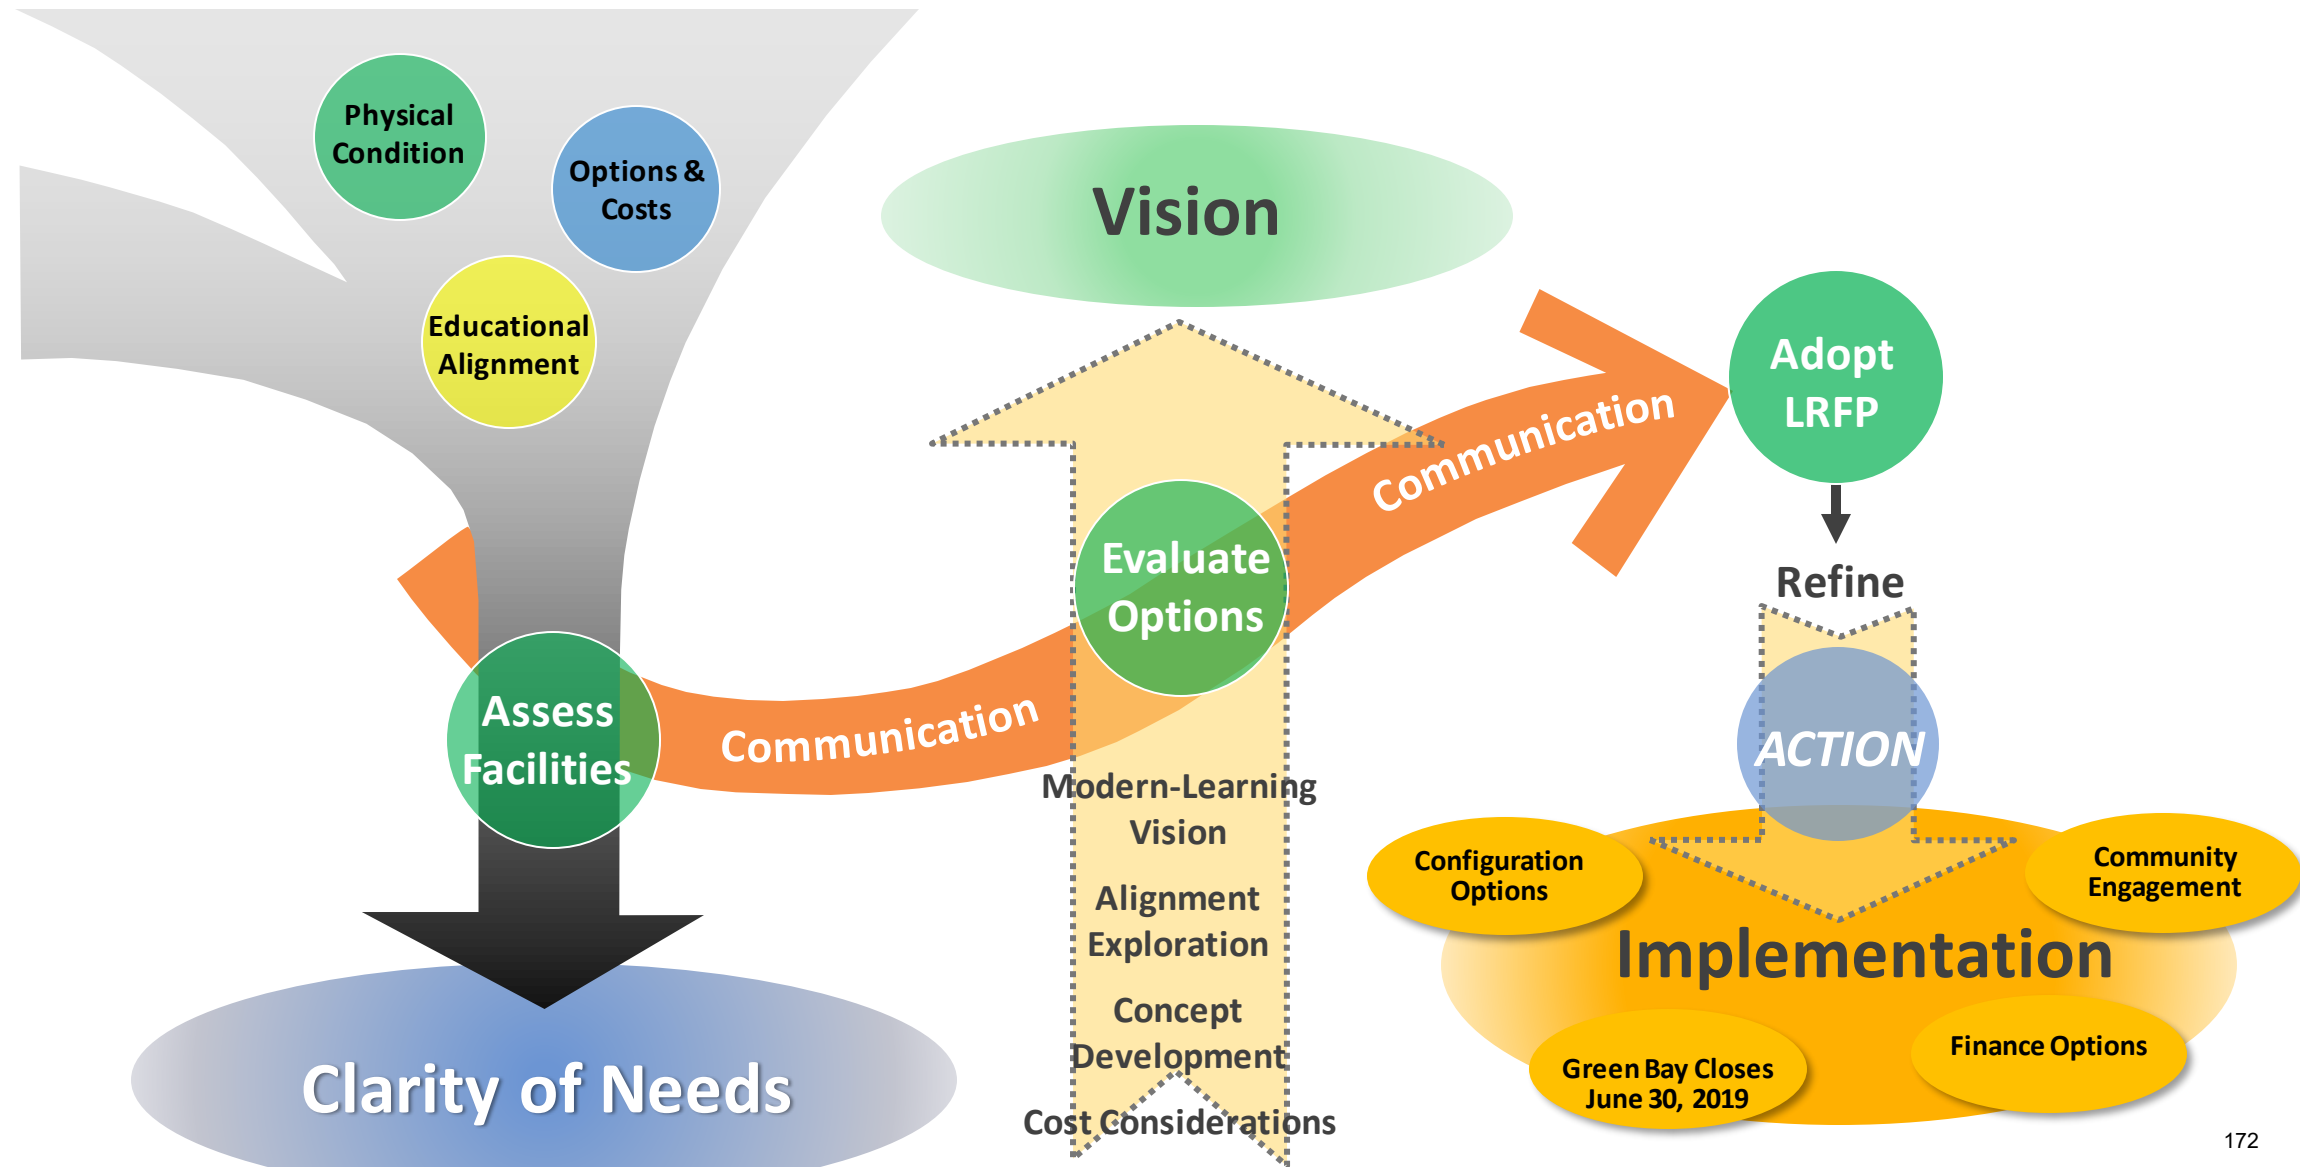 Physical
Condition
Options &
Costs
Educational
Alignment
Assess
Facilities
Clarity of Needs
Communication
Vision
Evaluate
Options
Modern-Learning
Vision
Alignment
Exploration
Concept
Development
Cost Considerations
Communication
Adopt
LRFP
Refine
ACTION
Configuration
Options
Community
Engagement
Implementation
Green Bay Closes
June 30, 2019
Finance Options
172